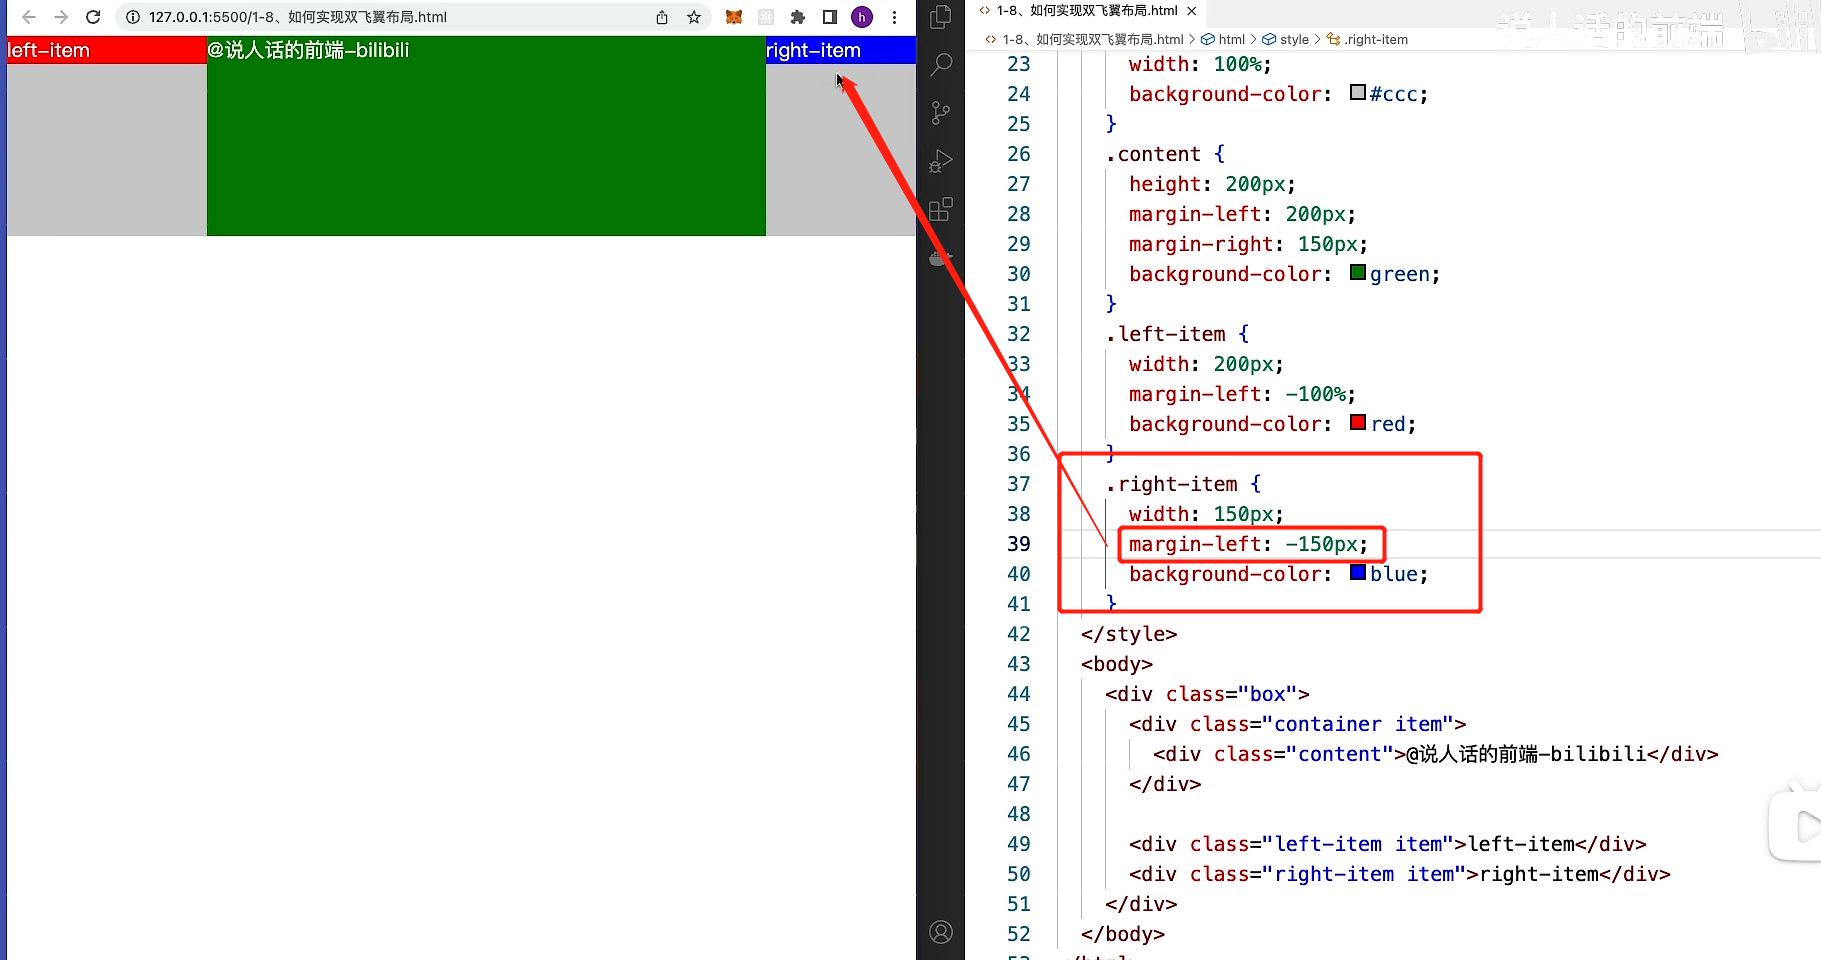 127.0.0.1:5500/1-8、如何实现双飞翼布局.html
h
left-item
@说人话的前端-bilibili
right-item
1-8、如何实现双飞翼布局.html
1-8、如何实现双飞翼布局.html > html > style > .right-item
说人话的前端 bili
23 width: 100%;
24 background-color: #ccc;
25 }
26 .content {
27 height: 200px;
28 margin-left: 200px;
29 margin-right: 150px;
30 background-color: green;
31 }
32 .left-item {
33 width: 200px;
34 margin-left: -100%;
35 background-color: red;
36 }
37 .right-item {
38 width: 150px;
39 margin-left: -150px;
40 background-color: blue;
41 }
42 </style>
43 <body>
44 <div class="box">
45 <div class="container item">
46 <div class="content">@说人话的前端-bilibili</div>
47 </div>
48
49 <div class="left-item item">left-item</div>
50 <div class="right-item item">right-item</div>
51 </div>
52 </body>